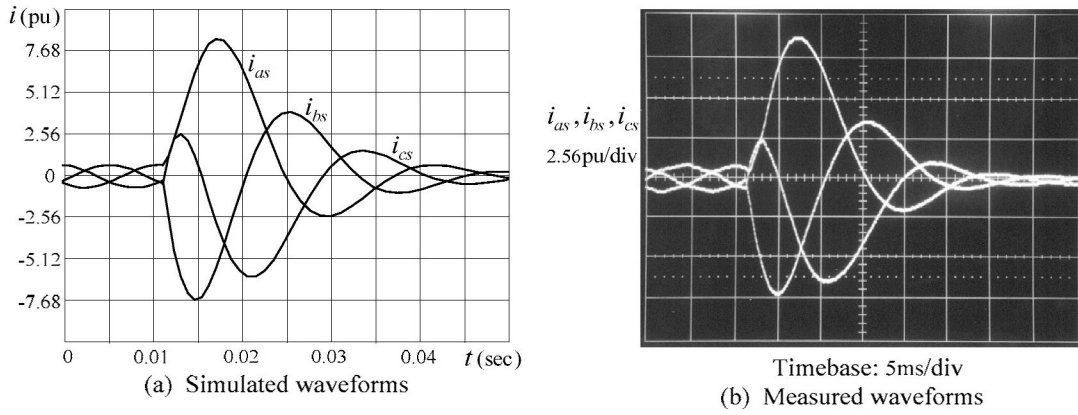 i (pu)
7.68
5.12
2.56
0
-2.56
-5.12
-7.68
i_as
i_bs
i_cs
0 0.01 0.02 0.03 0.04 t (sec)
(a) Simulated waveforms
i_as , i_bs , i_cs
2.56pu/div
Timebase: 5ms/div
(b) Measured waveforms